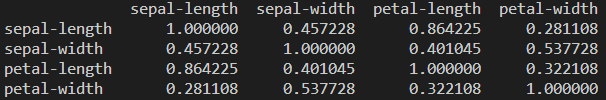 sepal-length sepal-width petal-length petal-width
sepal-length 1.000000 0.457228 0.864225 0.281108
sepal-width 0.457228 1.000000 0.401045 0.537728
petal-length 0.864225 0.401045 1.000000 0.322108
petal-width 0.281108 0.537728 0.322108 1.000000